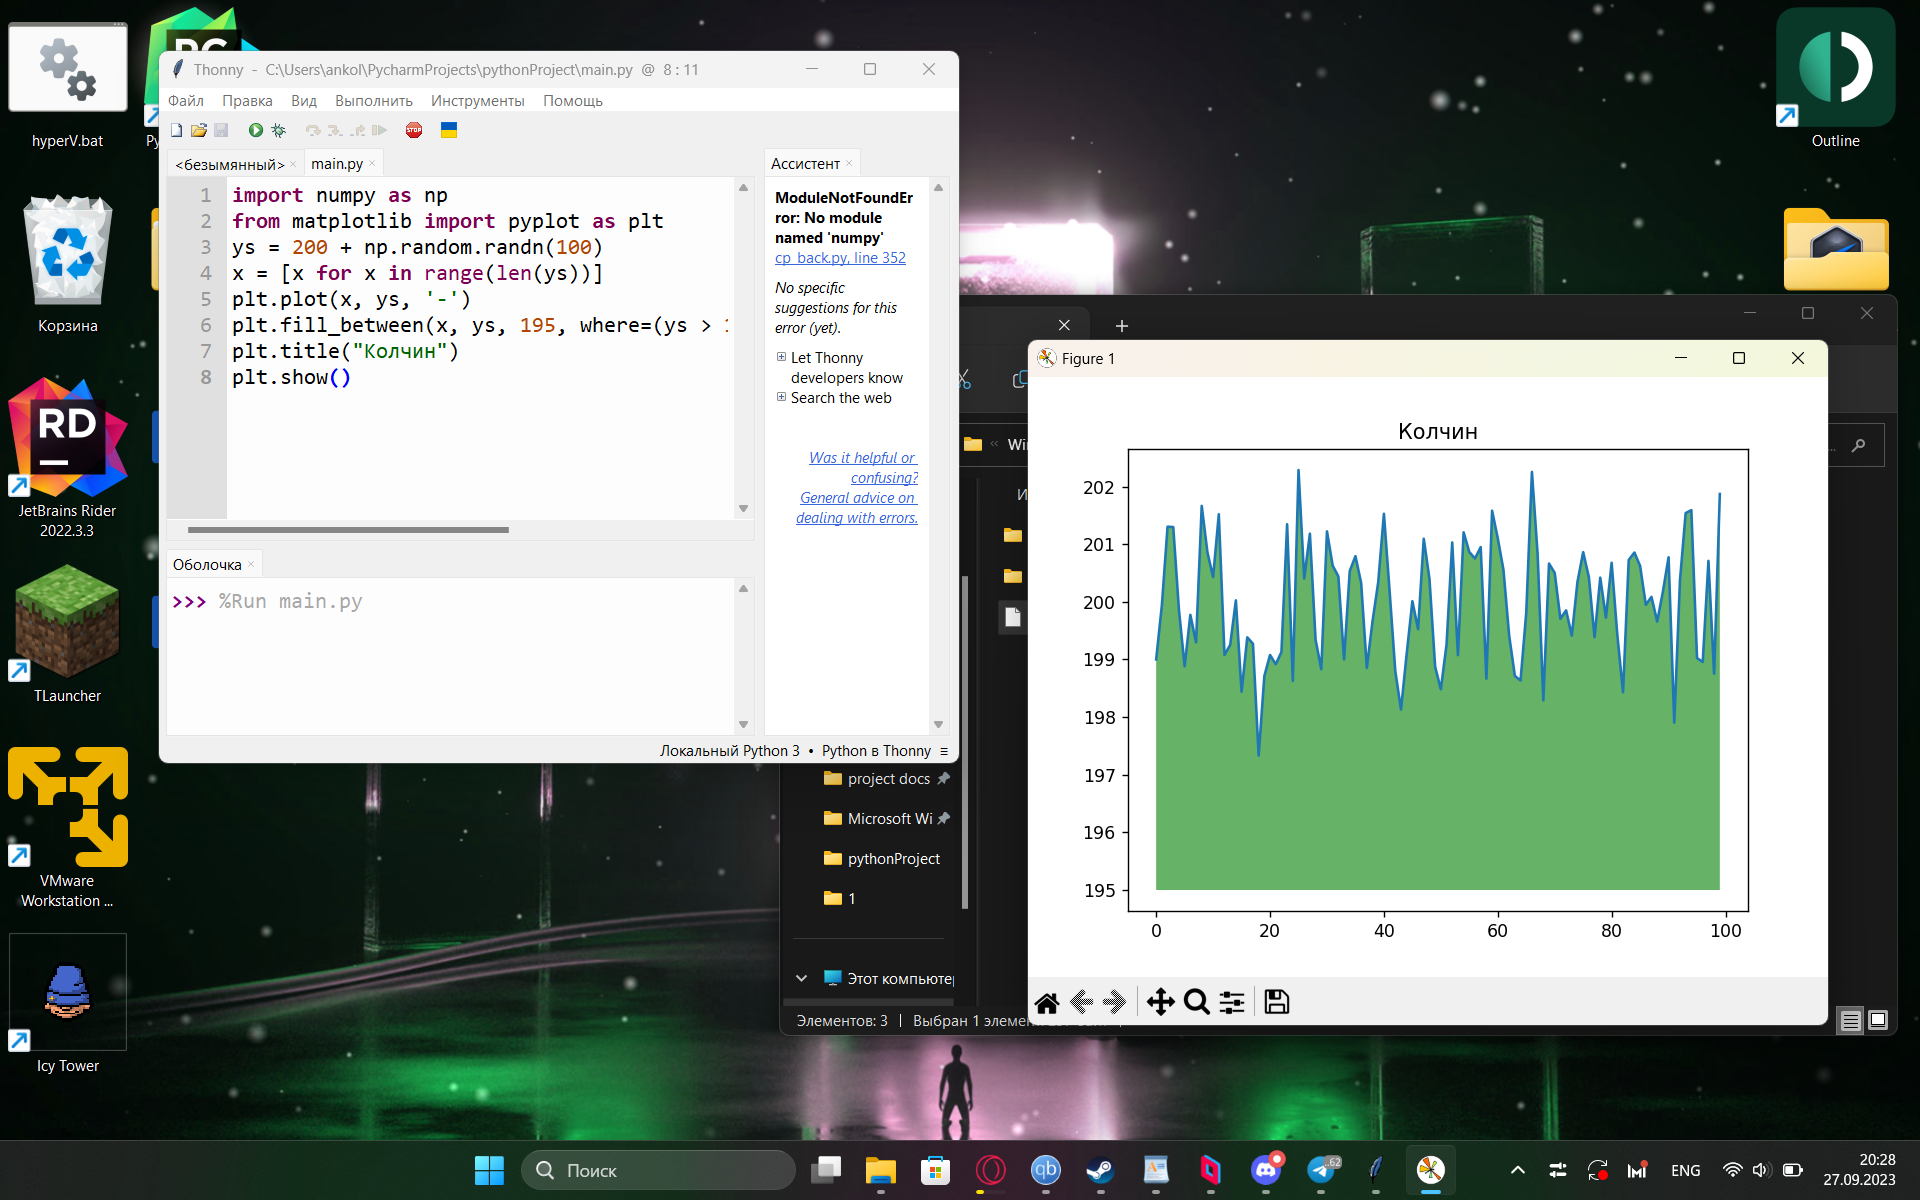 hyperV.bat
Корзина
RD
JetBrains Rider
2022.3.3
TLauncher
VMware
Workstation ...
Icy Tower
Outline
Thonny - C:\Users\ankol\PycharmProjects\pythonProject\main.py @ 8:11
Файл Правка Вид Выполнить Инструменты Помощь
STOP
<безымянный>
main.py
1 import numpy as np
2 from matplotlib import pyplot as plt
3 ys = 200 + np.random.randn(100)
4 x = [x for x in range(len(ys))]
5 plt.plot(x, ys, '-')
6 plt.fill_between(x, ys, 195, where=(ys >
7 plt.title("Колчин")
8 plt.show()
Оболочка
>>> %Run main.py
Ассистент
ModuleNotFoundEr
ror: No module
named 'numpy'
cp_back.py, line 352
No specific
suggestions for this
error (yet).
Let Thonny
developers know
Search the web
Was it helpful or
confusing?
General advice on
dealing with errors.
Локальный Python 3 • Python в Thonny ≡
project docs
Microsoft Wi
pythonProject
1
Этот компьюте
Элементов: 3
Выбран 1 элемен
Figure 1
Колчин
202
201
200
199
198
197
196
195
0 20 40 60 80 100
Поиск
qb
62
ENG
20:28
27.09.2023